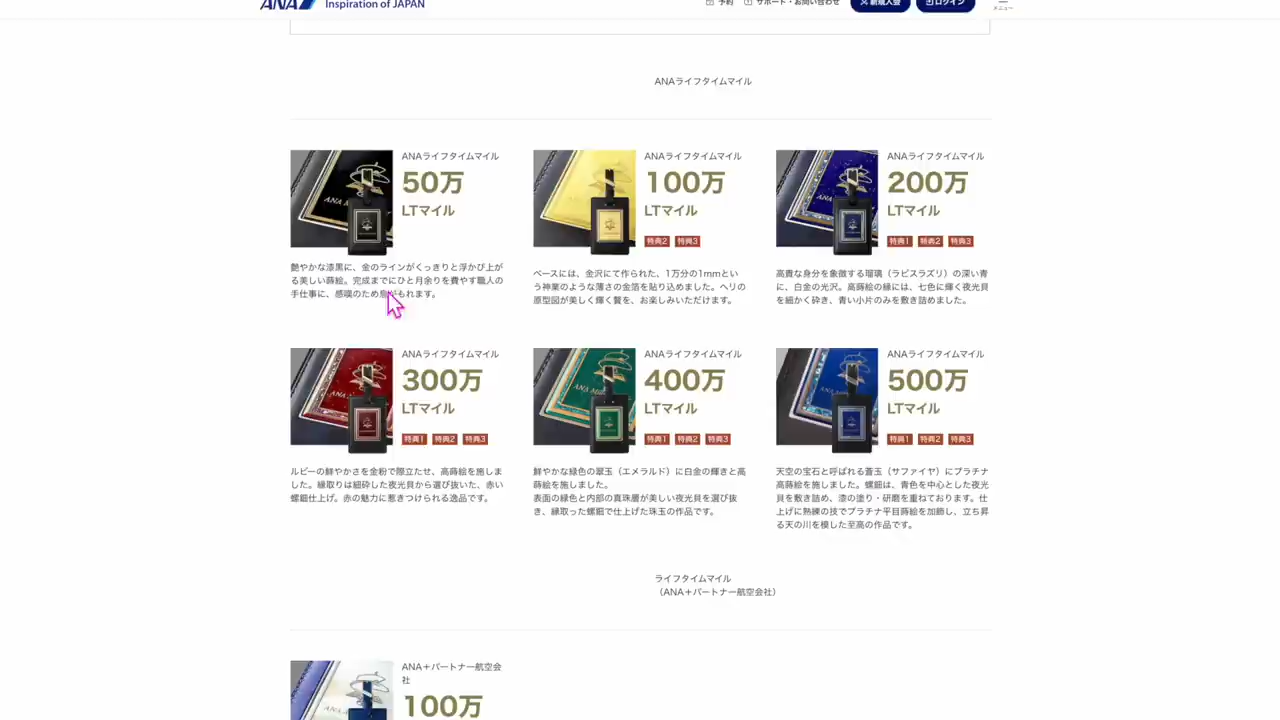 ANA Inspiration of JAPAN
予約 サポート・お問い合わせ 新規入会 ログイン メニュー
ANAライフタイムマイル
ANAライフタイムマイル
50万
LTマイル
艶やかな漆黒に、金のラインがくっきりと浮かび上が
る美しい蒔絵。完成までにひと月余りを費やす職人の
手仕事に、感嘆のため息がもれます。
ANAライフタイムマイル
100万
LTマイル
特典2 特典3
ベースには、金沢にて作られた、1万分の1mmとい
う神業のような薄さの金箔を貼り込めました。ヘリの
原型図が美しく輝く贅を、お楽しみいただけます。
ANAライフタイムマイル
200万
LTマイル
特典1 特典2 特典3
高貴な身分を象徴する瑠璃（ラピスラズリ）の深い青
に、白金の光沢。高蒔絵の縁には、七色に輝く夜光貝
を細かく砕き、青い小片のみを敷き詰めました。
ANAライフタイムマイル
300万
LTマイル
特典1 特典2 特典3
ルビーの鮮やかさを金粉で際立たせ、高蒔絵を施しま
した。縁取りは細砕した夜光貝から選び抜いた、赤い
螺鈿仕上げ。赤の魅力に惹きつけられる逸品です。
ANAライフタイムマイル
400万
LTマイル
特典1 特典2 特典3
鮮やかな緑色の翠玉（エメラルド）に白金の輝きと高
蒔絵を施しました。
表面の緑色と内部の真珠層が美しい夜光貝を選び抜
き、縁取った螺鈿で仕上げた珠玉の作品です。
ANAライフタイムマイル
500万
LTマイル
特典1 特典2 特典3
天空の宝石と呼ばれる蒼玉（サファイヤ）にプラチナ
高蒔絵を施しました。螺鈿は、青色を中心とした夜光
貝を敷き詰め、漆の塗り・研磨を重ねております。仕
上げに熟練の技でプラチナ平目蒔絵を加飾し、立ち昇
る天の川を模した至高の作品です。
ライフタイムマイル
（ANA＋パートナー航空会社）
ANA＋パートナー航空会
社
100万